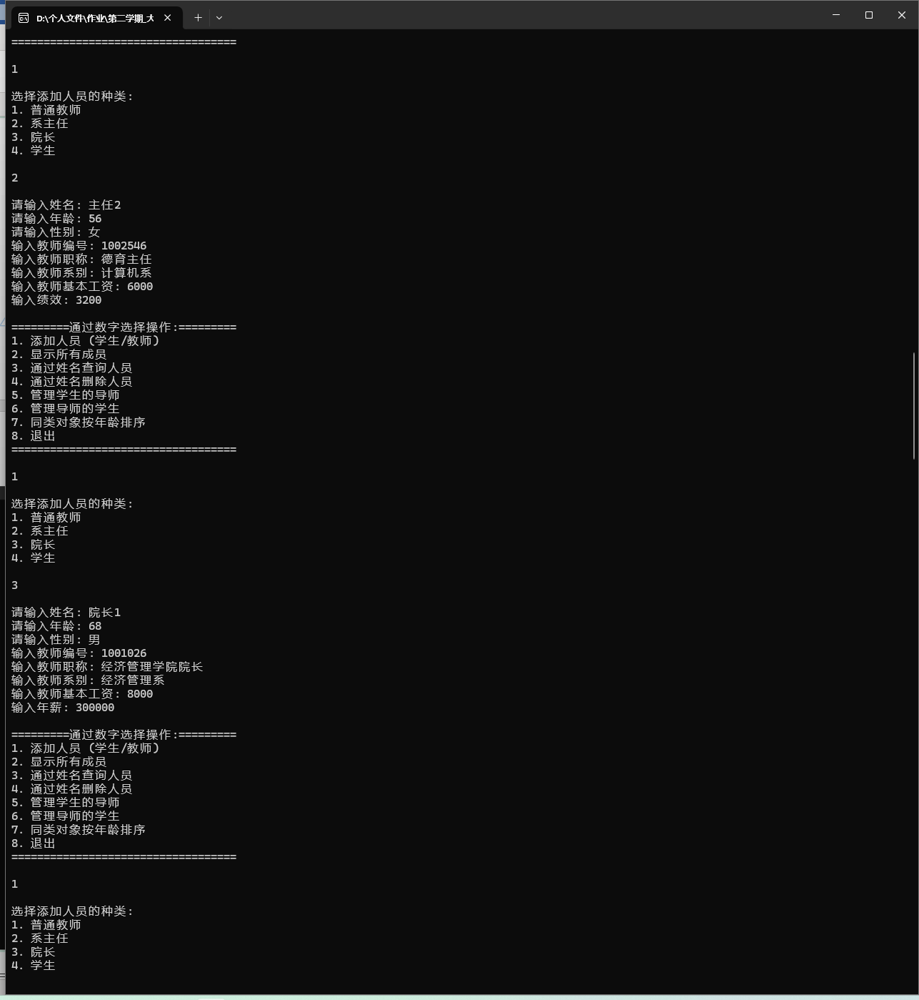 D:\个人文件\作业\第二学期_大
===================================
1
选择添加人员的种类:
1. 普通教师
2. 系主任
3. 院长
4. 学生
2
请输入姓名: 主任2
请输入年龄: 56
请输入性别: 女
输入教师编号: 1002546
输入教师职称: 德育主任
输入教师系别: 计算机系
输入教师基本工资: 6000
输入绩效: 3200
=========通过数字选择操作:=========
1. 添加人员 (学生/教师)
2. 显示所有成员
3. 通过姓名查询人员
4. 通过姓名删除人员
5. 管理学生的导师
6. 管理导师的学生
7. 同类对象按年龄排序
8. 退出
===================================
1
选择添加人员的种类:
1. 普通教师
2. 系主任
3. 院长
4. 学生
3
请输入姓名: 院长1
请输入年龄: 68
请输入性别: 男
输入教师编号: 1001026
输入教师职称: 经济管理学院院长
输入教师系别: 经济管理系
输入教师基本工资: 8000
输入年薪: 300000
=========通过数字选择操作:=========
1. 添加人员 (学生/教师)
2. 显示所有成员
3. 通过姓名查询人员
4. 通过姓名删除人员
5. 管理学生的导师
6. 管理导师的学生
7. 同类对象按年龄排序
8. 退出
===================================
1
选择添加人员的种类:
1. 普通教师
2. 系主任
3. 院长
4. 学生